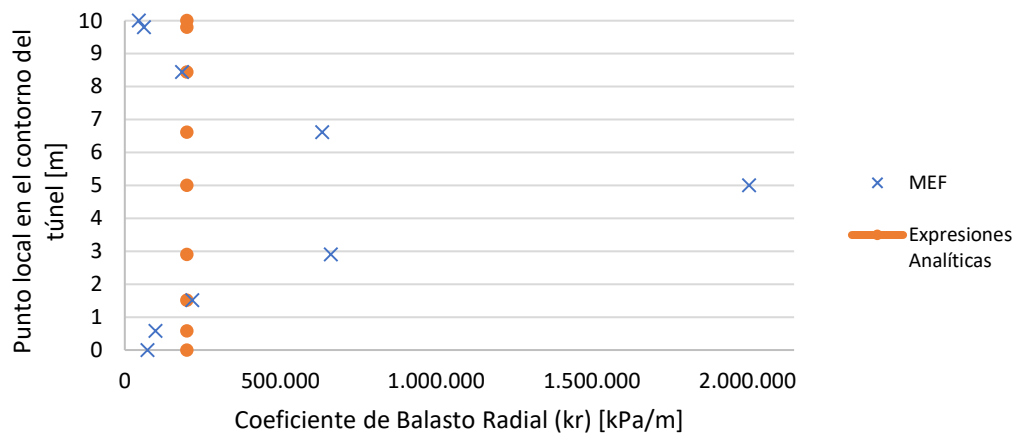 Punto local en el contorno del
túnel [m]
10
9
8
7
6
5
4
3
2
1
0
0
500.000
1.000.000
1.500.000
2.000.000
Coeficiente de Balasto Radial (kr) [kPa/m]
MEF
Expresiones
Analíticas